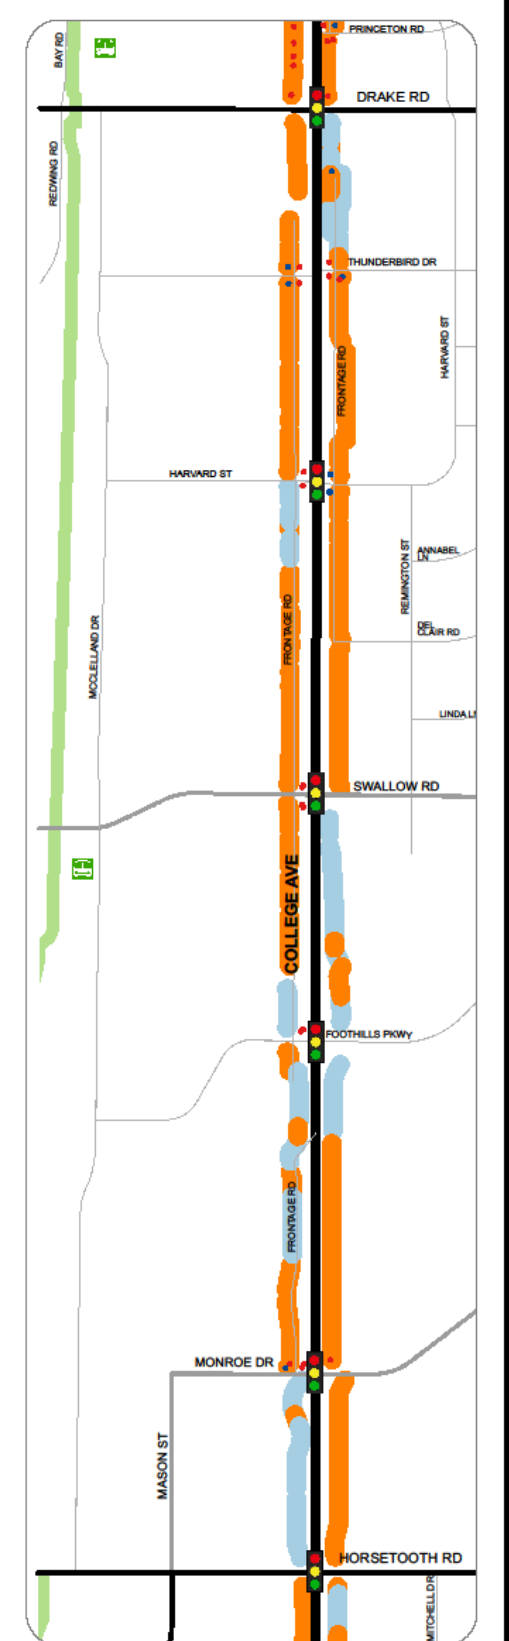 PRINCETON RD
BAY RD
DRAKE RD
REDWING RD
THUNDERBIRD DR
HARVARD ST
FRONTAGE RD
HARVARD ST
REMINGTON ST
ANNABEL
LN
FRONTAGE RD
DEL
CLAIR RD
MCCLELLAND DR
LINDA L
SWALLOW RD
COLLEGE AVE
FOOTHILLS PKWY
FRONTAGE RD
MONROE DR
MASON ST
HORSETOOTH RD
MITCHELL DR